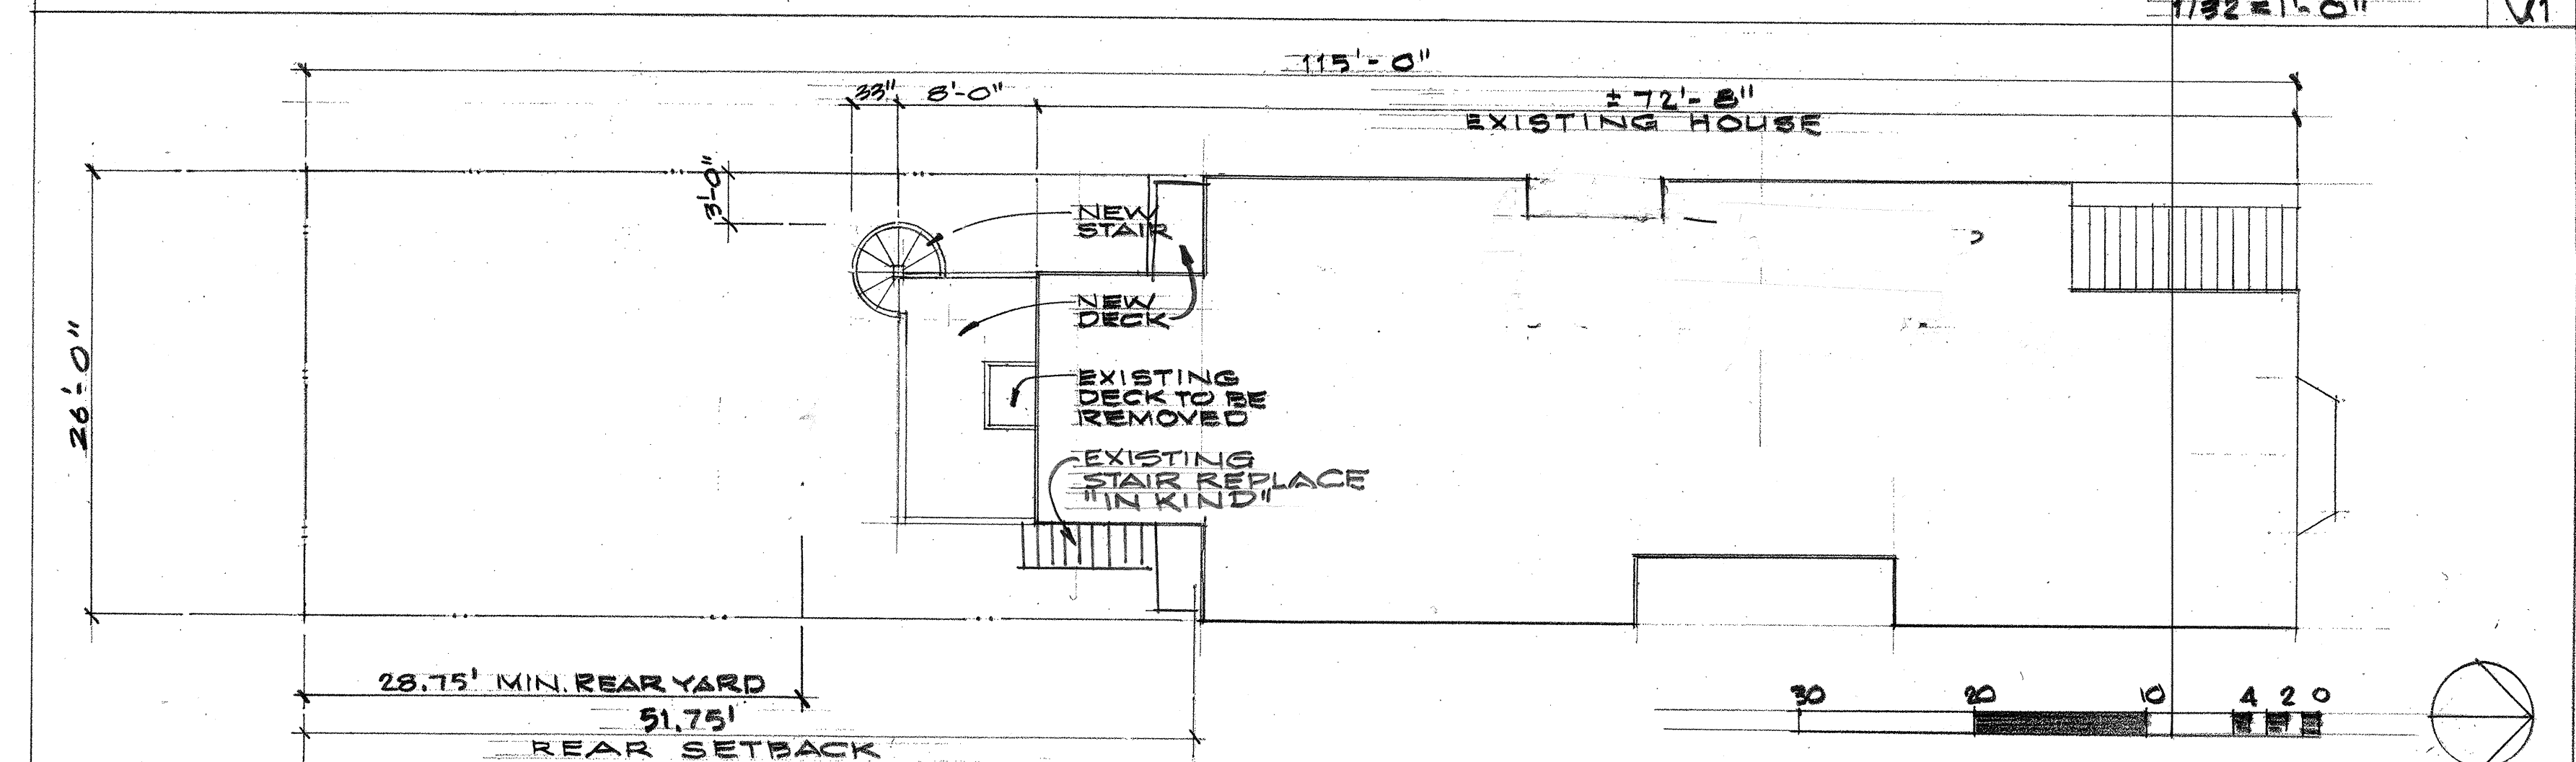 1/32 = 1'-0"
115'-0"
33"
8'-0"
± 72'-8"
EXISTING HOUSE
3'-0"
26'-0"
NEW
STAIR
NEW
DECK
EXISTING
DECK TO BE
REMOVED
EXISTING
STAIR REPLACE
"IN KIND"
28.75' MIN. REAR YARD
51.75'
REAR SETBACK
30 20 10 4 2 0